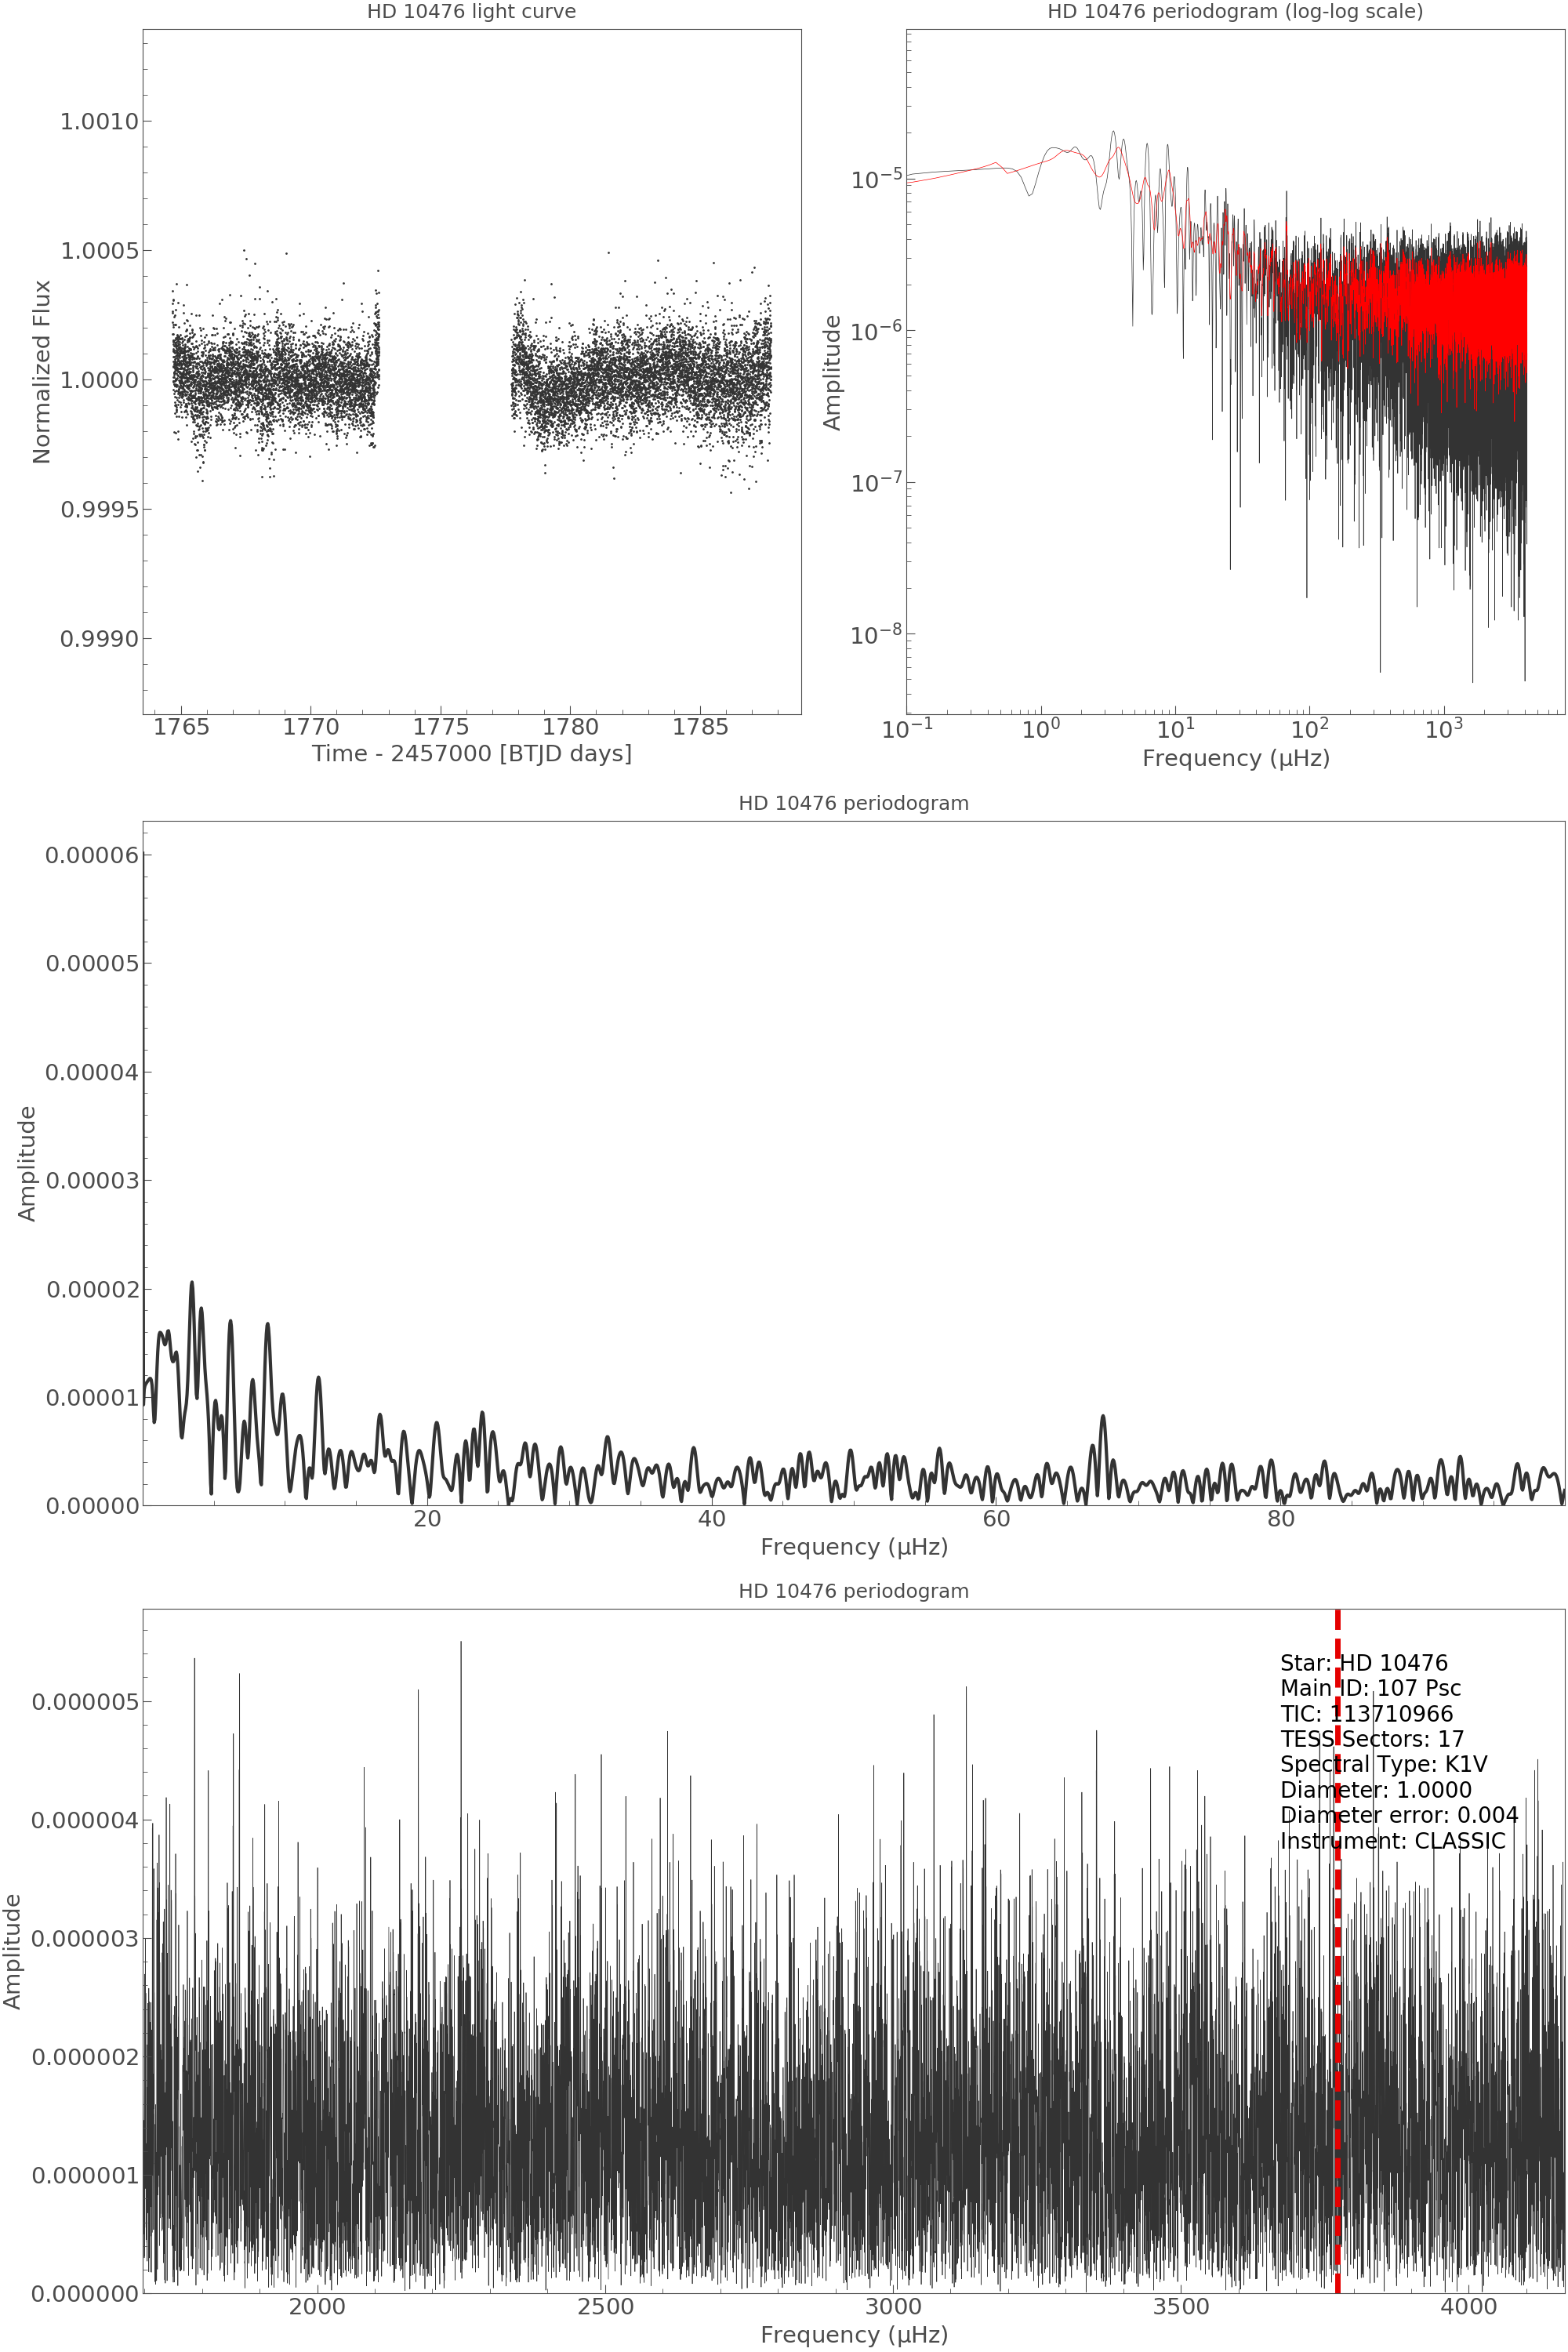 HD 10476 light curve
1.0010
1.0005
1.0000
0.9995
0.9990
Normalized Flux
1765 1770 1775 1780 1785
Time - 2457000 [BTJD days]
HD 10476 periodogram (log-log scale)
10⁻⁵
10⁻⁶
10⁻⁷
10⁻⁸
Amplitude
10⁻¹ 10⁰ 10¹ 10² 10³
Frequency (µHz)
HD 10476 periodogram
0.00006
0.00005
0.00004
0.00003
0.00002
0.00001
0.00000
Amplitude
20 40 60 80
Frequency (µHz)
HD 10476 periodogram
0.000005
0.000004
0.000003
0.000002
0.000001
0.000000
Amplitude
Star: HD 10476
Main ID: 107 Psc
TIC: 113710966
TESS Sectors: 17
Spectral Type: K1V
Diameter: 1.0000
Diameter error: 0.004
Instrument: CLASSIC
2000 2500 3000 3500 4000
Frequency (µHz)